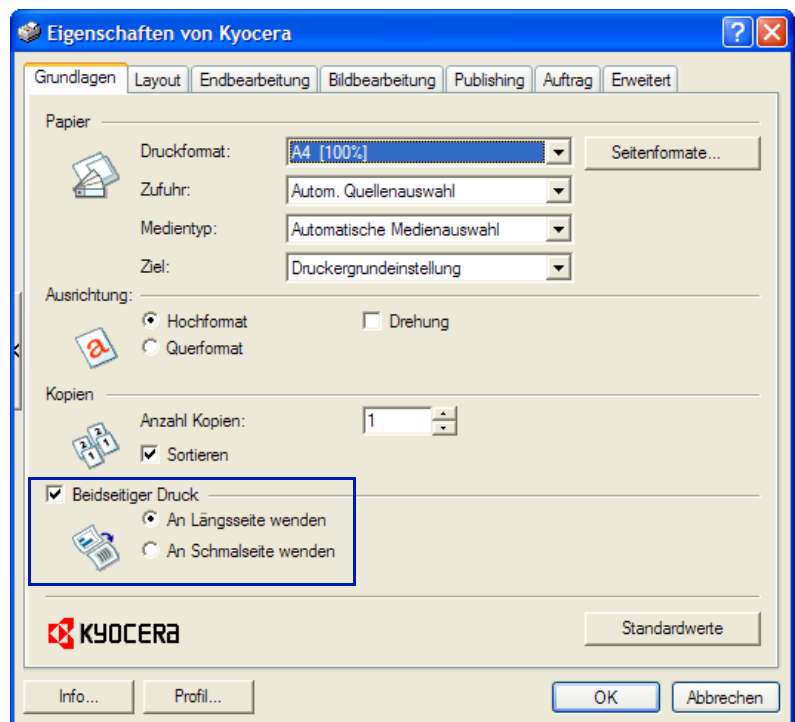 Eigenschaften von Kyocera
Grundlagen Layout Endbearbeitung Bildbearbeitung Publishing Auftrag Erweitert
Papier
Druckformat: A4 [100%] Seitenformate...
Zufuhr: Autom. Quellenauswahl
Medientyp: Automatische Medienauswahl
Ziel: Druckergrundeinstellung
Ausrichtung:
Hochformat Drehung
Querformat
Kopien
Anzahl Kopien: 1
Sortieren
Beidseitiger Druck
An Längsseite wenden
An Schmalseite wenden
KYOCERA Standardwerte
Info... Profil... OK Abbrechen